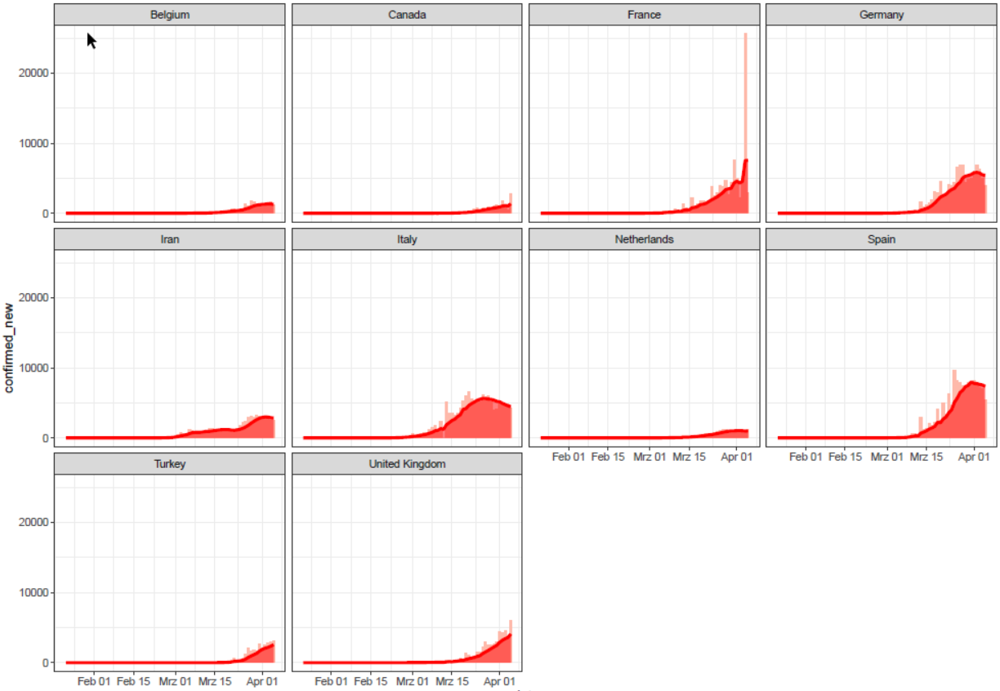 Belgium Canada France Germany
20000
10000
0
Iran Italy Netherlands Spain
confirmed_new
20000
10000
0
Feb 01 Feb 15 Mrz 01 Mrz 15 Apr 01 Feb 01 Feb 15 Mrz 01 Mrz 15 Apr 01
Turkey United Kingdom
20000
10000
0
Feb 01 Feb 15 Mrz 01 Mrz 15 Apr 01 Feb 01 Feb 15 Mrz 01 Mrz 15 Apr 01